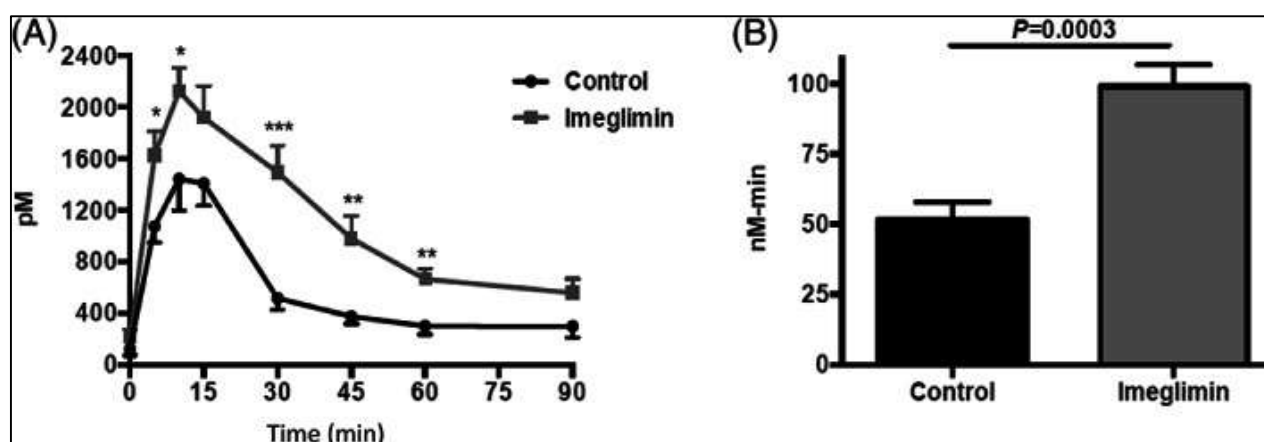 (A)
2400
2000
1600
1200
800
400
0
pM
*
*
***
**
**
Control
Imeglimin
0 15 30 45 60 75 90
Time (min)
(B)
P=0.0003
100
75
50
25
0
nM-min
Control Imeglimin